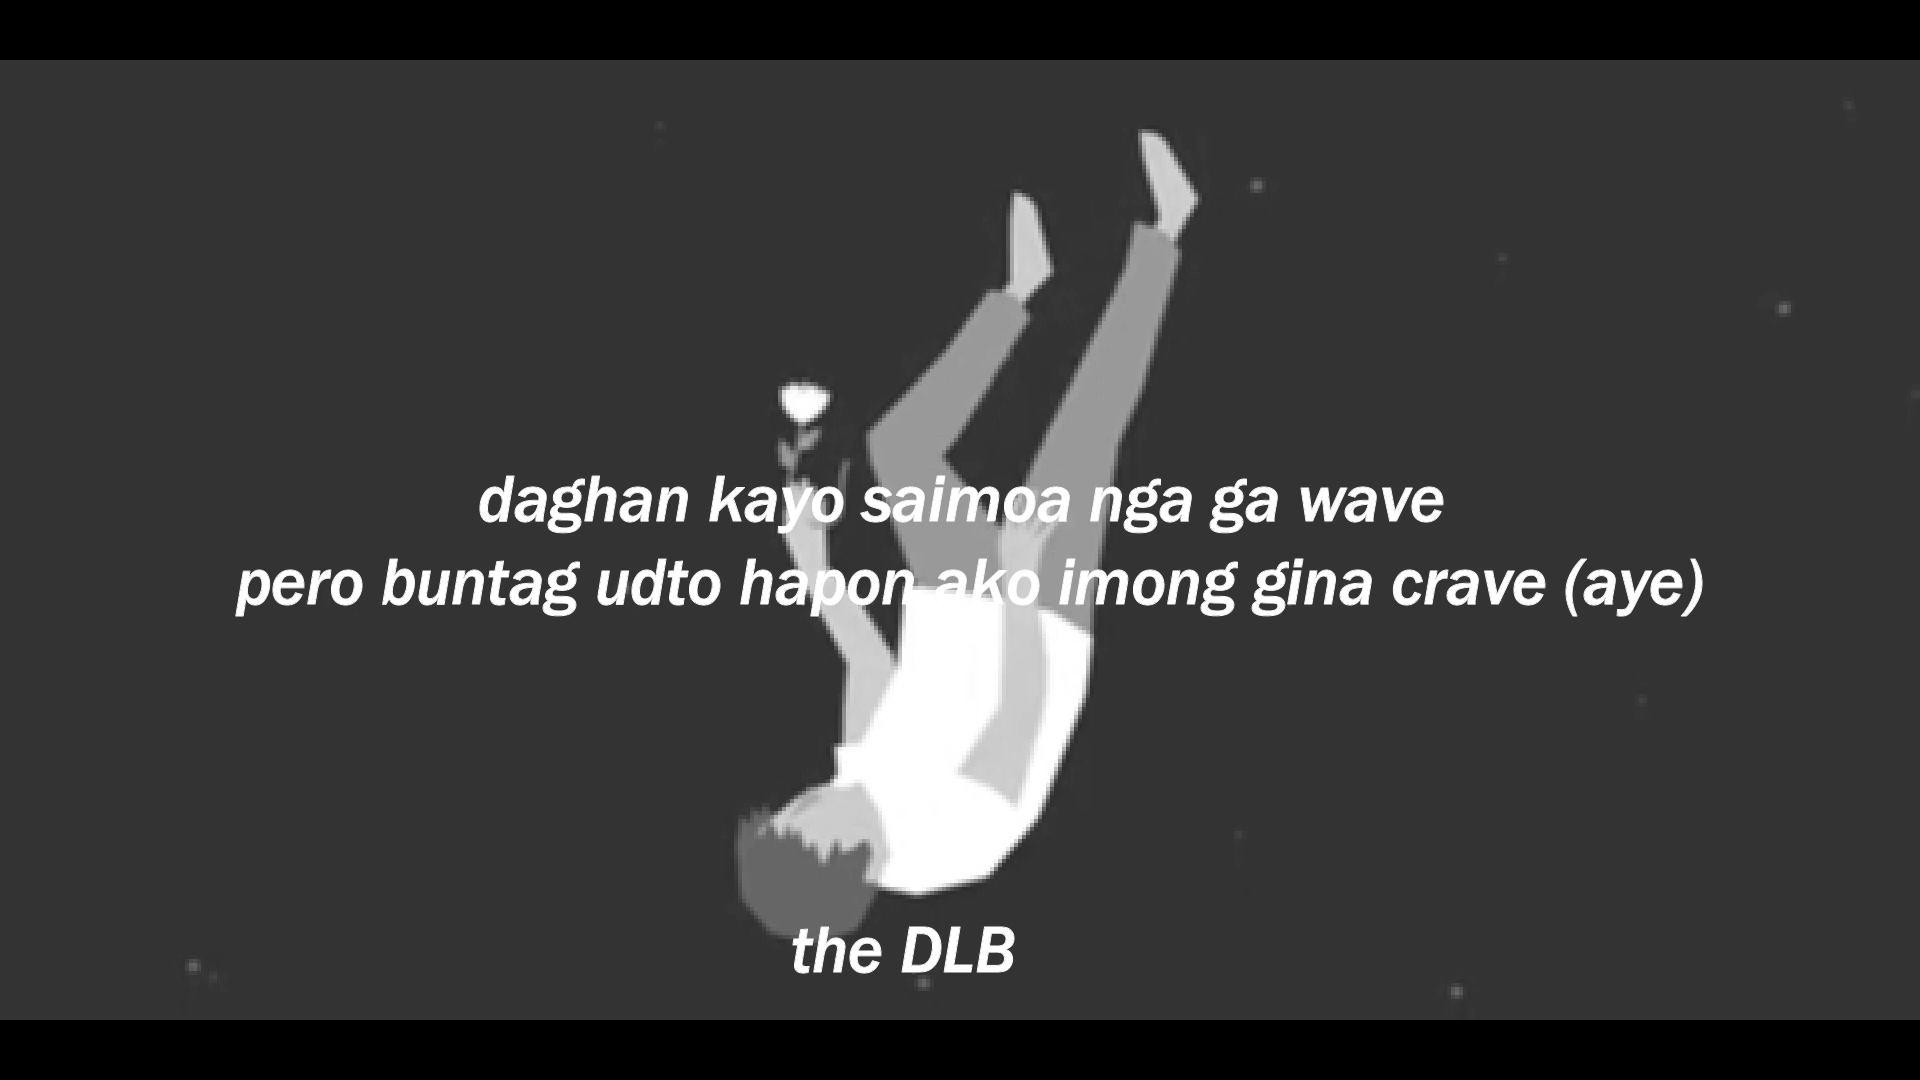 daghan kayo saimoa nga ga wave
pero buntag udto hapon ako imong gina crave (aye)
the DLB